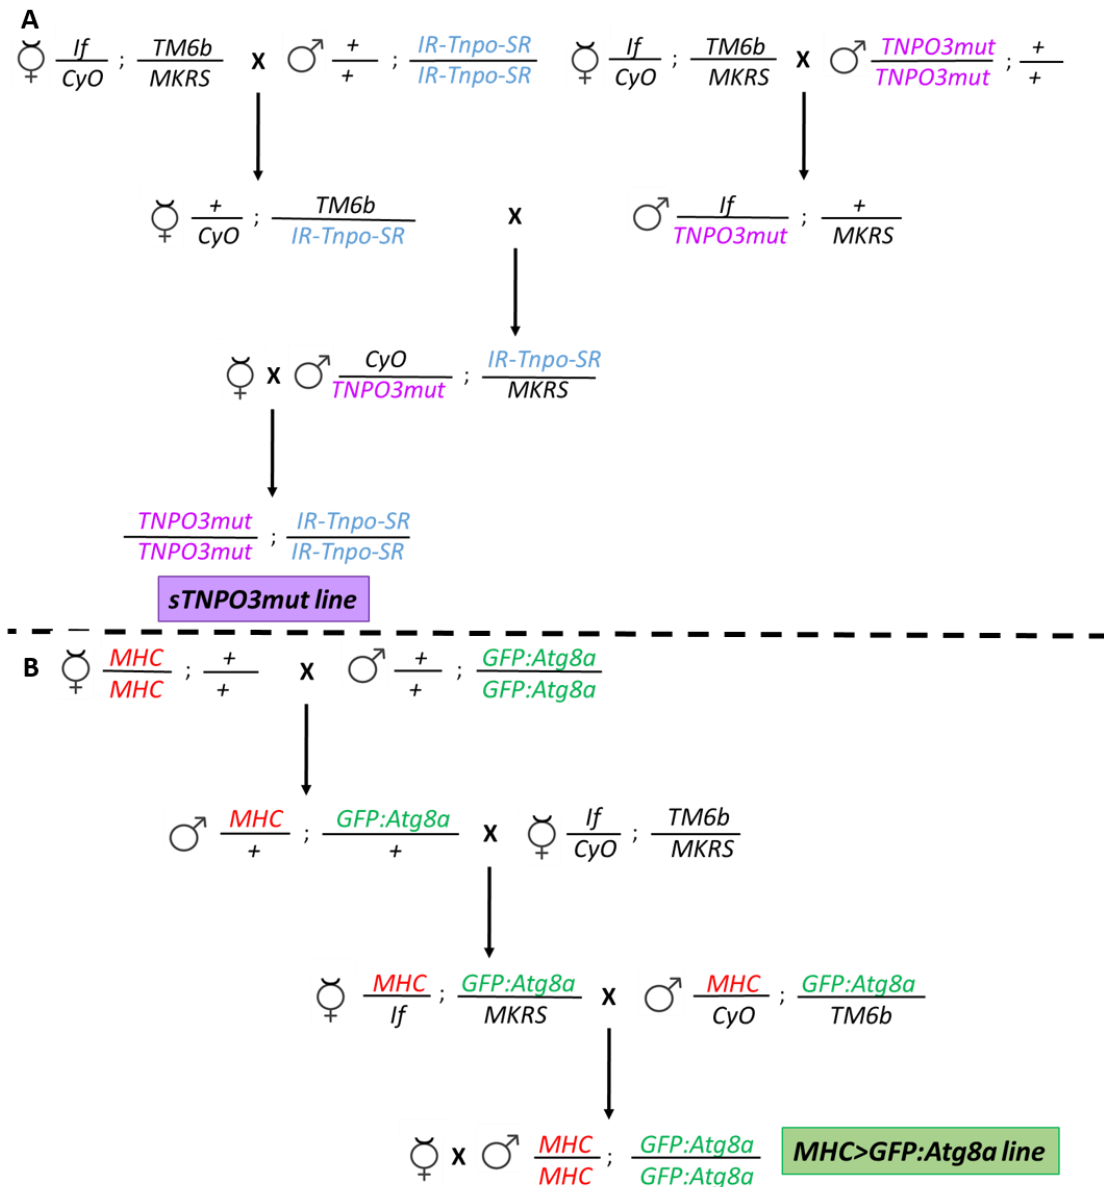 A
If ; TM6b X + ; IR-Tnpo-SR If ; TM6b X TNPO3mut ; +
CyO MKRS + IR-Tnpo-SR CyO MKRS TNPO3mut +
+ ; TM6b X If ; +
CyO IR-Tnpo-SR TNPO3mut MKRS
X CyO ; IR-Tnpo-SR
TNPO3mut MKRS
TNPO3mut ; IR-Tnpo-SR
TNPO3mut IR-Tnpo-SR
sTNPO3mut line
B MHC ; + X + ; GFP:Atg8a
MHC + + GFP:Atg8a
MHC ; GFP:Atg8a X If ; TM6b
+ + CyO MKRS
MHC ; GFP:Atg8a X MHC ; GFP:Atg8a
If MKRS CyO TM6b
X MHC ; GFP:Atg8a MHC>GFP:Atg8a line
MHC GFP:Atg8a